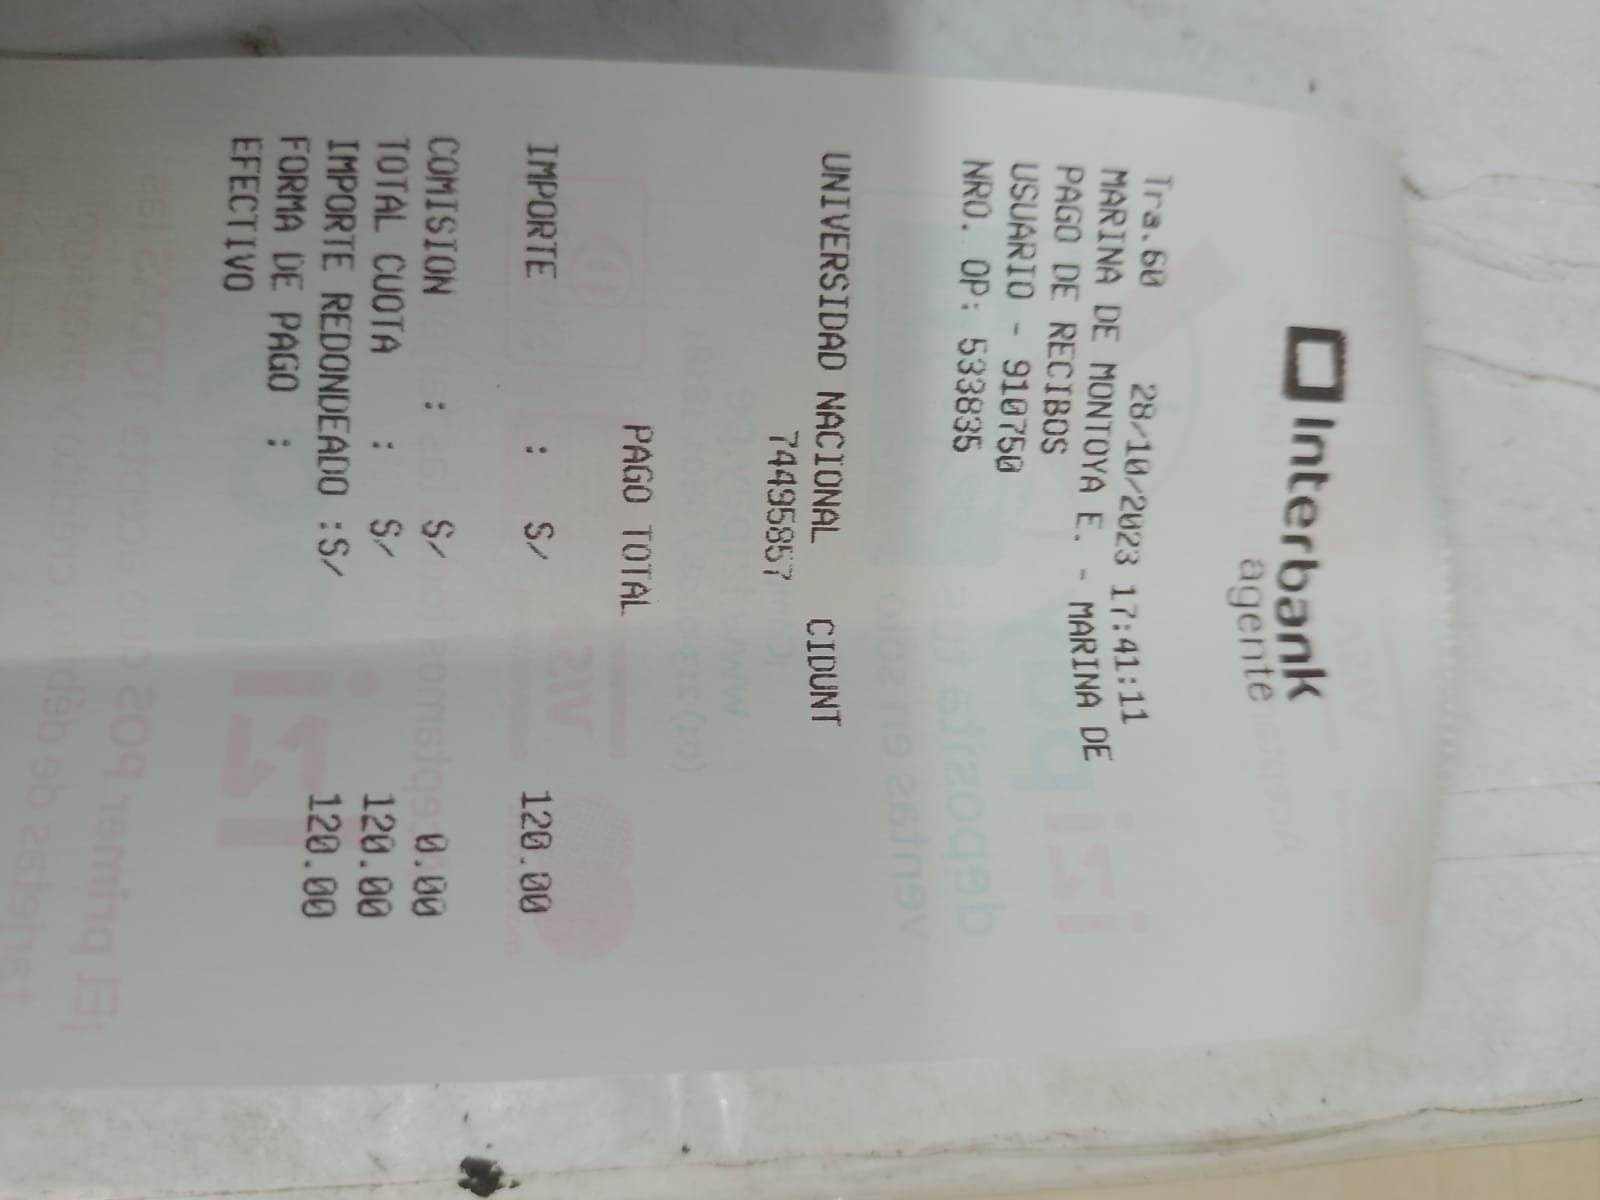 Interbank
agente
Tra.60 28/10/2023 17:41:11
MARINA DE MONTOYA E. - MARINA DE
PAGO DE RECIBOS
USUARIO - 910750
NRO. OP: 533835
UNIVERSIDAD NACIONAL CIDUNT
74495857
PAGO TOTAL
IMPORTE : S/ 120.00
COMISION : S/ 0.00
TOTAL CUOTA : S/ 120.00
IMPORTE REDONDEADO :S/ 120.00
FORMA DE PAGO :
EFECTIVO